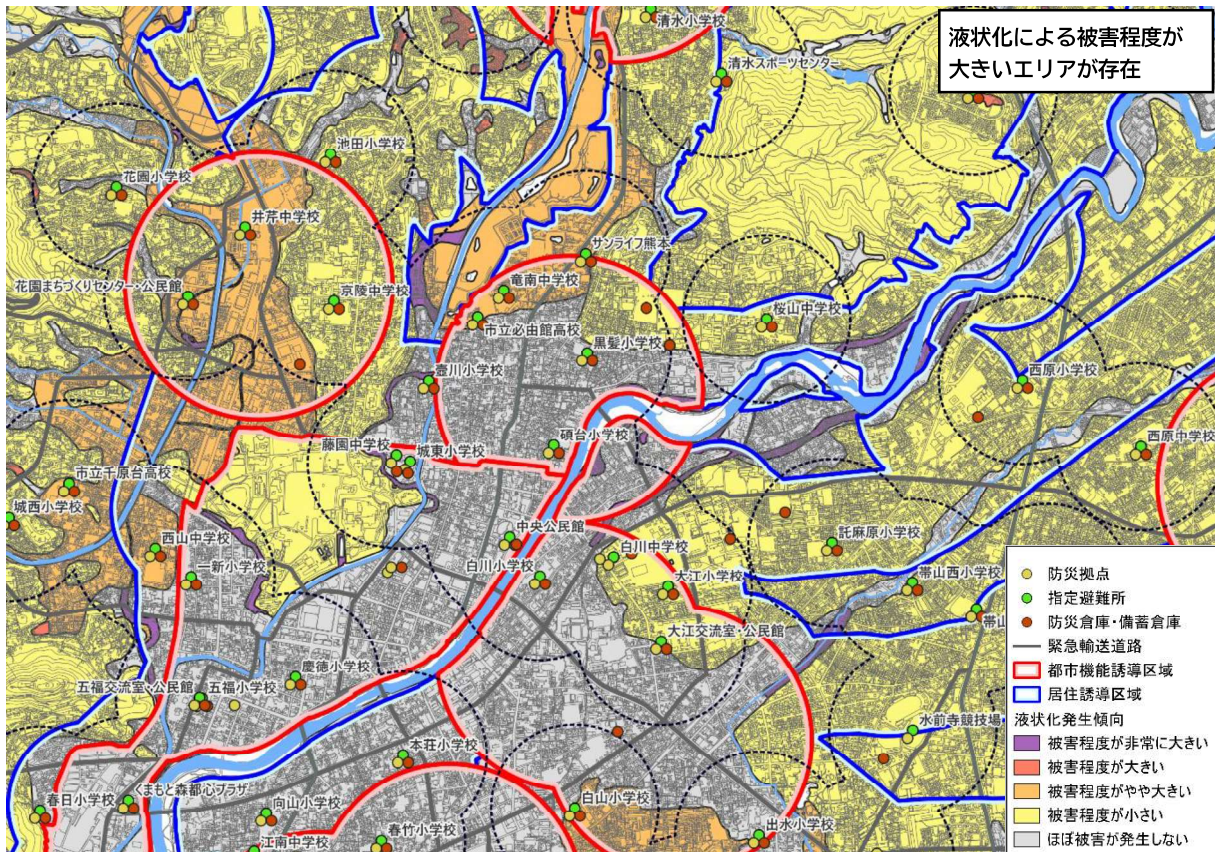 液状化による被害程度が
大きいエリアが存在
清水小学校
清水スポーツセンター
池田小学校
花園小学校
井芹中学校
サンライフ熊本
花園まちづくりセンター・公民館
京陵中学校
竜南中学校
桜山中学校
市立必由館高校
黒髪小学校
壺川小学校
西原小学校
碩台小学校
藤園中学校
城東小学校
西原中学校
市立千原台高校
城西小学校
中央公民館
託麻原小学校
西山中学校
白川中学校
一新小学校
白川小学校
大江小学校
帯山西小学校
帯山
大江交流室・公民館
慶徳小学校
五福交流室・公民館
五福小学校
水前寺競技場
本荘小学校
くまもと森都心プラザ
春日小学校
向山小学校
白山小学校
出水小学校
江南中学校
春竹小学校
防災拠点
指定避難所
防災倉庫・備蓄倉庫
緊急輸送道路
都市機能誘導区域
居住誘導区域
液状化発生傾向
被害程度が非常に大きい
被害程度が大きい
被害程度がやや大きい
被害程度が小さい
ほぼ被害が発生しない